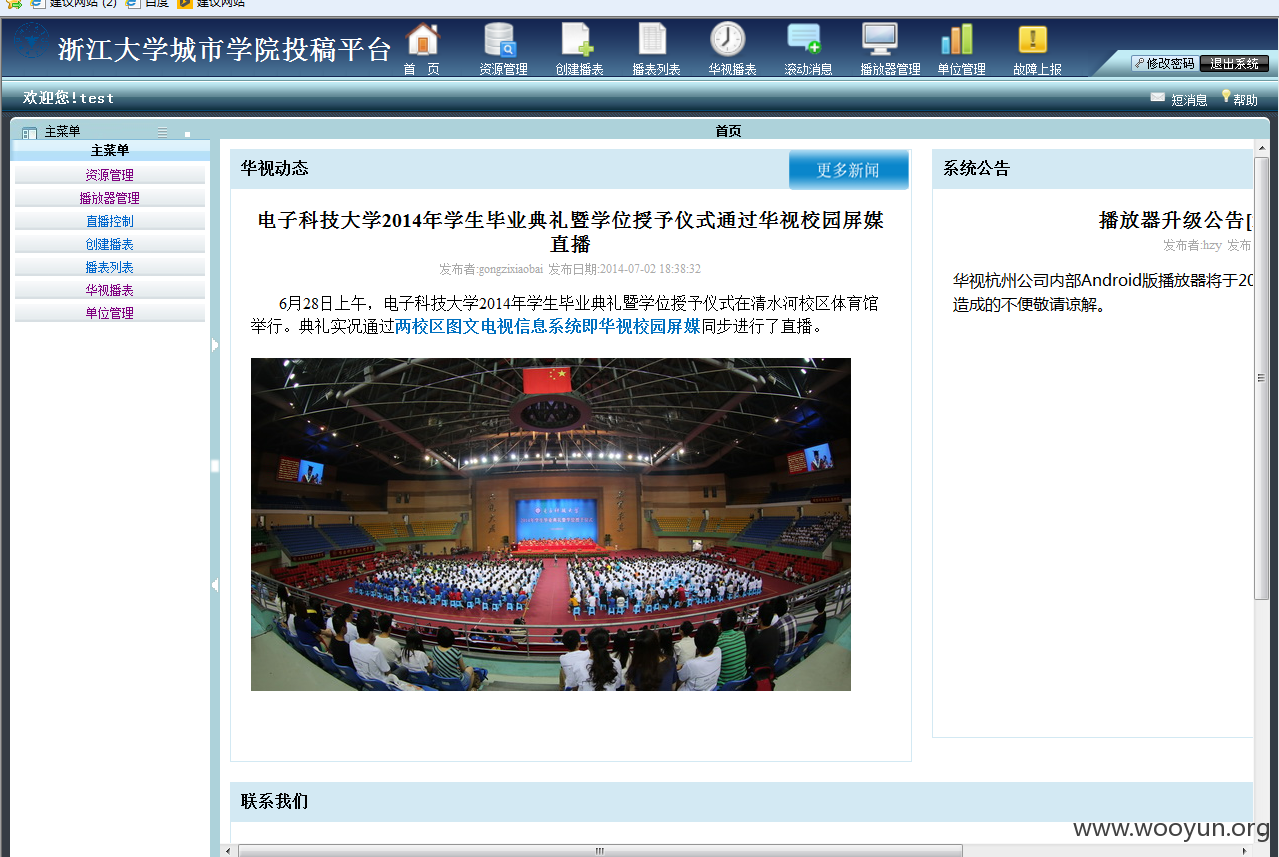 建议网站 (2) 百度 建议网站
浙江大学城市学院投稿平台
首 页 资源管理 创建播表 播表列表 华视播表 滚动消息 播放器管理 单位管理 故障上报
修改密码 退出系统
欢迎您!test
短消息 帮助
主菜单
首页
主菜单
资源管理
播放器管理
直播控制
创建播表
播表列表
华视播表
单位管理
华视动态
更多新闻
电子科技大学2014年学生毕业典礼暨学位授予仪式通过华视校园屏媒
直播
发布者:gongzixiaobai 发布日期:2014-07-02 18:38:32
6月28日上午，电子科技大学2014年学生毕业典礼暨学位授予仪式在清水河校区体育馆
举行。典礼实况通过两校区图文电视信息系统即华视校园屏媒同步进行了直播。
系统公告
播放器升级公告[
发布者:hzy 发布
华视杭州公司内部Android版播放器将于20
造成的不便敬请谅解。
联系我们
www.wooyun.org